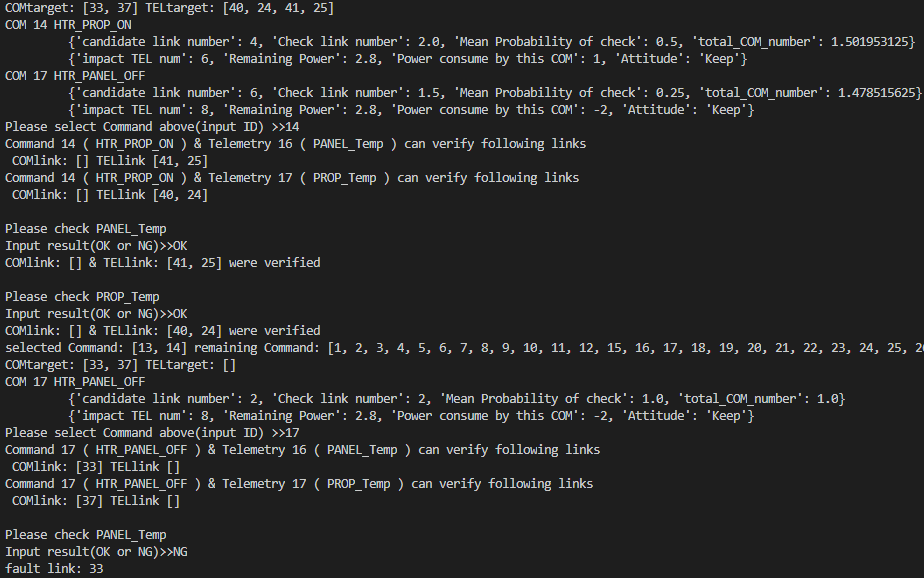 COMtarget: [33, 37] TELtarget: [40, 24, 41, 25]
COM 14 HTR_PROP_ON
{'candidate link number': 4, 'Check link number': 2.0, 'Mean Probability of check': 0.5, 'total_COM_number': 1.501953125}
{'impact TEL num': 6, 'Remaining Power': 2.8, 'Power consume by this COM': 1, 'Attitude': 'Keep'}
COM 17 HTR_PANEL_OFF
{'candidate link number': 6, 'Check link number': 1.5, 'Mean Probability of check': 0.25, 'total_COM_number': 1.478515625}
{'impact TEL num': 8, 'Remaining Power': 2.8, 'Power consume by this COM': -2, 'Attitude': 'Keep'}
Please select Command above(input ID) >>14
Command 14 ( HTR_PROP_ON ) & Telemetry 16 ( PANEL_Temp ) can verify following links
COMlink: [] TELlink [41, 25]
Command 14 ( HTR_PROP_ON ) & Telemetry 17 ( PROP_Temp ) can verify following links
COMlink: [] TELlink [40, 24]
Please check PANEL_Temp
Input result(OK or NG)>>OK
COMlink: [] & TELlink: [41, 25] were verified
Please check PROP_Temp
Input result(OK or NG)>>OK
COMlink: [] & TELlink: [40, 24] were verified
selected Command: [13, 14] remaining Command: [1, 2, 3, 4, 5, 6, 7, 8, 9, 10, 11, 12, 15, 16, 17, 18, 19, 20, 21, 22, 23, 24, 25,
COMtarget: [33, 37] TELtarget: []
COM 17 HTR_PANEL_OFF
{'candidate link number': 2, 'Check link number': 2, 'Mean Probability of check': 1.0, 'total_COM_number': 1.0}
{'impact TEL num': 8, 'Remaining Power': 2.8, 'Power consume by this COM': -2, 'Attitude': 'Keep'}
Please select Command above(input ID) >>17
Command 17 ( HTR_PANEL_OFF ) & Telemetry 16 ( PANEL_Temp ) can verify following links
COMlink: [33] TELlink []
Command 17 ( HTR_PANEL_OFF ) & Telemetry 17 ( PROP_Temp ) can verify following links
COMlink: [37] TELlink []
Please check PANEL_Temp
Input result(OK or NG)>>NG
fault link: 33